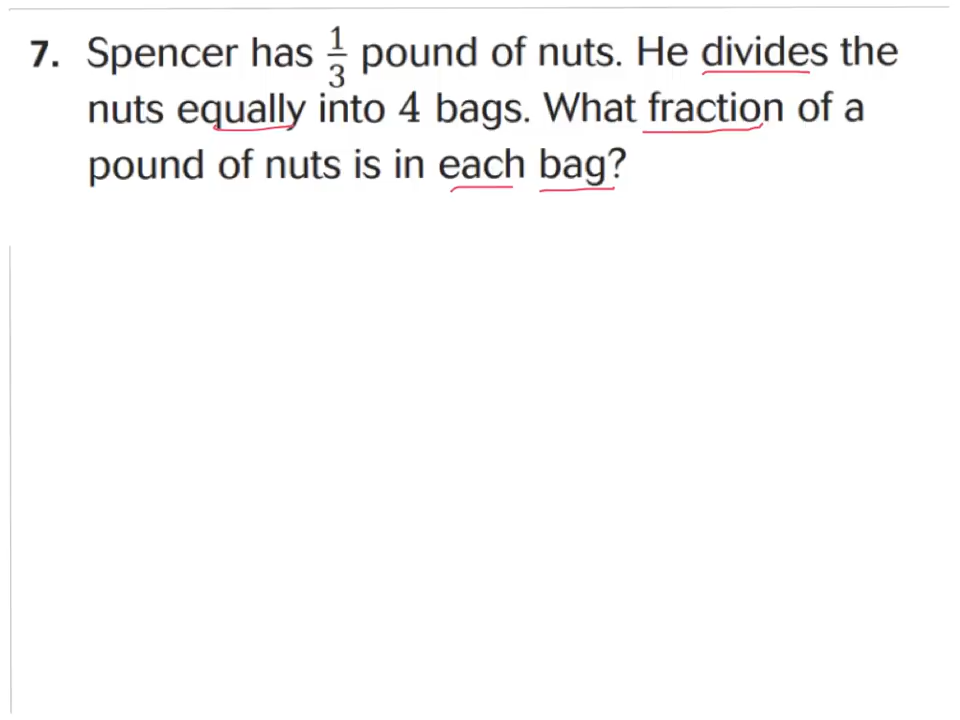 7. Spencer has 1/3 pound of nuts. He divides the
nuts equally into 4 bags. What fraction of a
pound of nuts is in each bag?